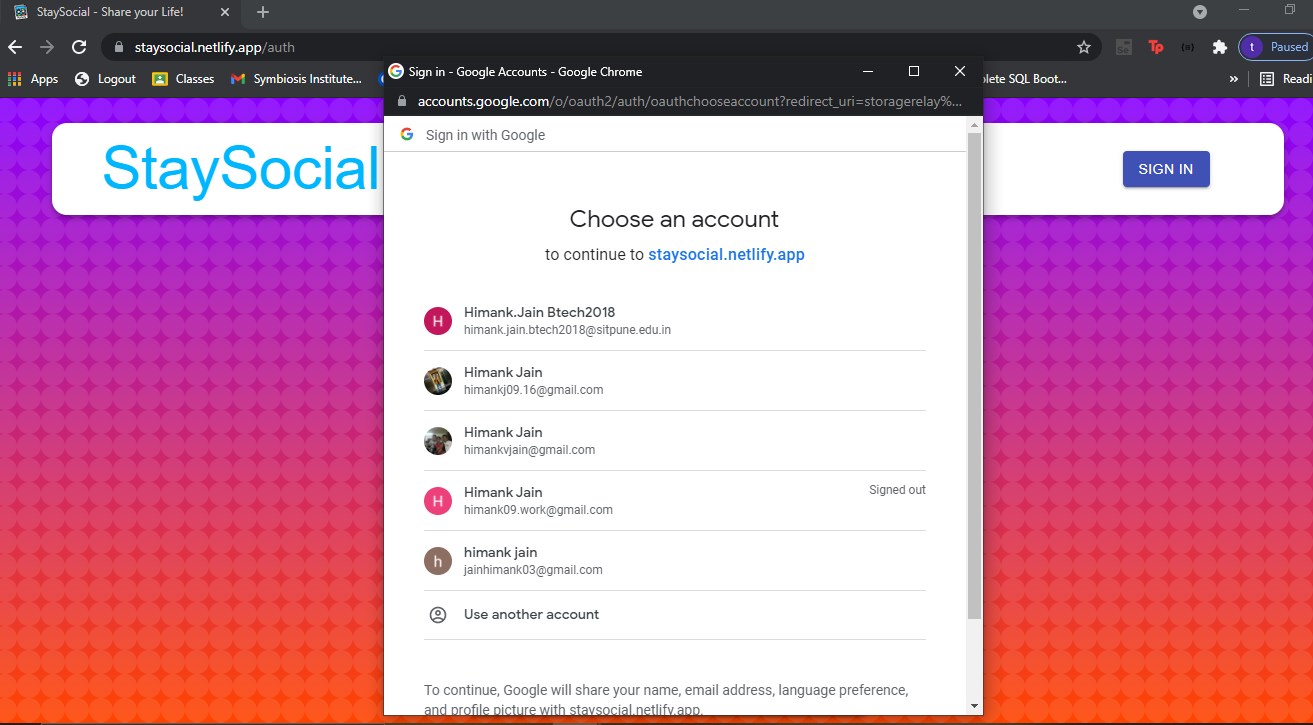 StaySocial - Share your Life!
staysocial.netlify.app/auth
Se
Tp
t Paused
Apps
Logout
Classes
Symbiosis Institute...
plete SQL Boot...
»
Readi
Sign in - Google Accounts - Google Chrome
accounts.google.com/o/oauth2/auth/oauthchooseaccount?redirect_uri=storagerelay%...
Sign in with Google
StaySocial
SIGN IN
Choose an account
to continue to staysocial.netlify.app
H
Himank.Jain Btech2018
himank.jain.btech2018@sitpune.edu.in
Himank Jain
himankj09.16@gmail.com
Himank Jain
himankvjain@gmail.com
H
Himank Jain
himank09.work@gmail.com
Signed out
h
himank jain
jainhimank03@gmail.com
Use another account
To continue, Google will share your name, email address, language preference,
and profile picture with staysocial.netlify.app.